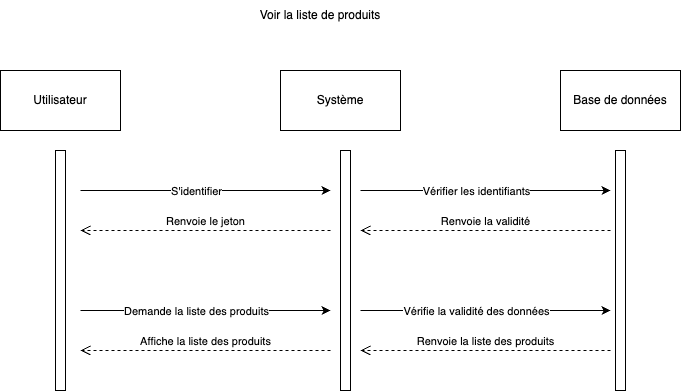 Voir la liste de produits
Utilisateur
Système
Base de données
S'identifier
Vérifier les identifiants
Renvoie le jeton
Renvoie la validité
Demande la liste des produits
Vérifie la validité des données
Affiche la liste des produits
Renvoie la liste des produits